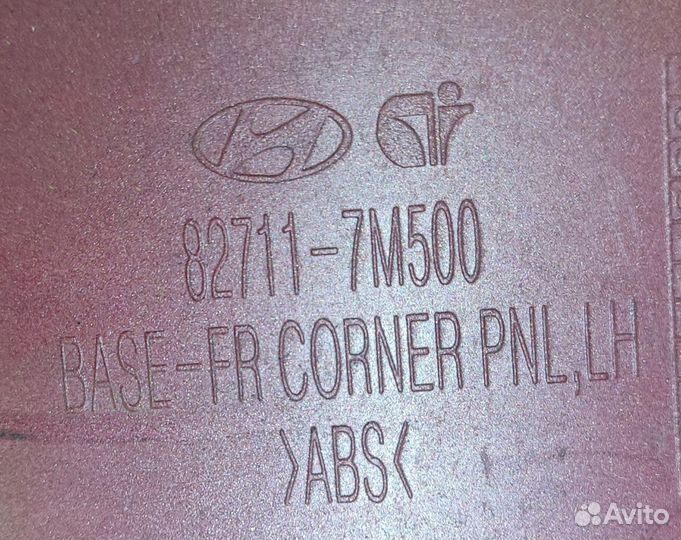 82711-7M500
BASE-FR CORNER PNL,LH
>ABS<
Avito